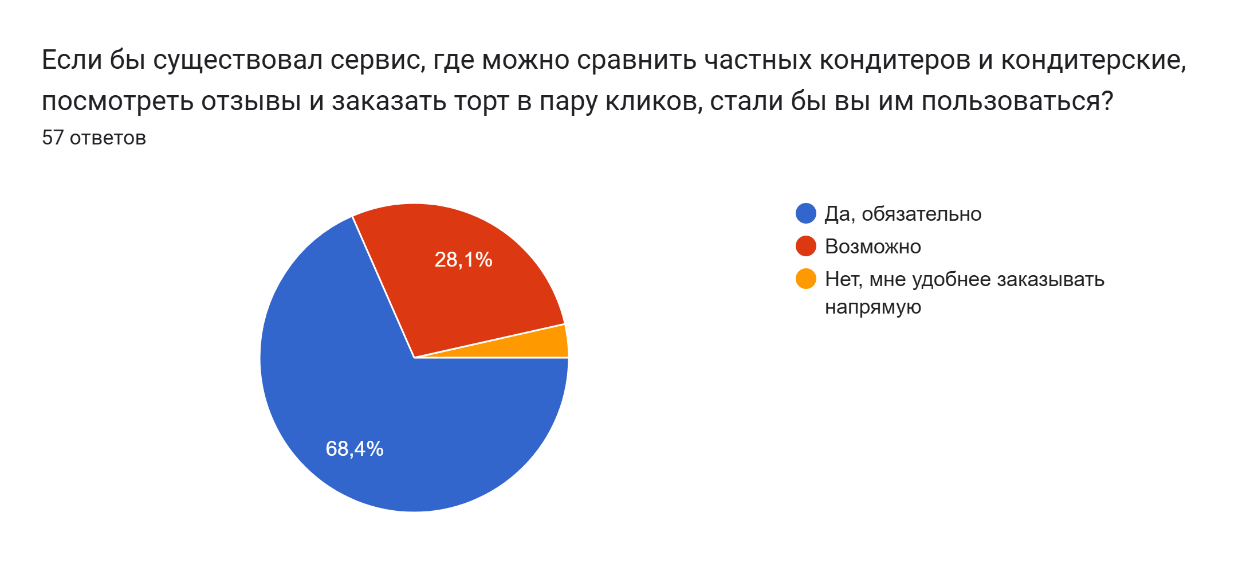 Если бы существовал сервис, где можно сравнить частных кондитеров и кондитерские,
посмотреть отзывы и заказать торт в пару кликов, стали бы вы им пользоваться?
57 ответов
28,1%
68,4%
Да, обязательно
Возможно
Нет, мне удобнее заказывать
напрямую